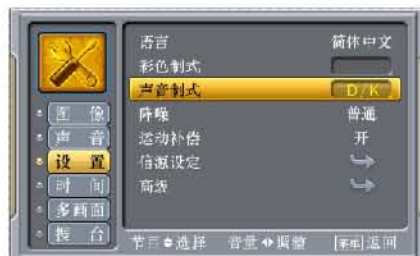 语言 简体中文
彩色制式
声音制式 D/K
降噪 普通
运动补偿 开
信源设定
高级
图像
声音
设置
时间
多画面
搜台
节目选择 音量调整 菜单返回